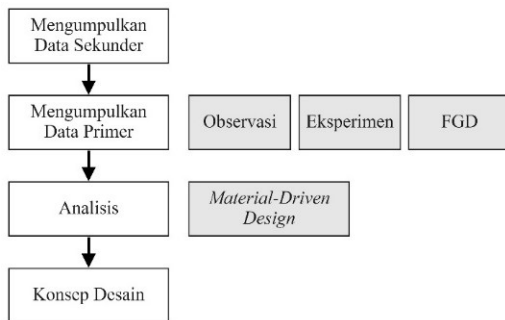 Mengumpulkan
Data Sekunder
Mengumpulkan
Data Primer
Observasi
Eksperimen
FGD
Analisis
Material-Driven
Design
Konsep Desain